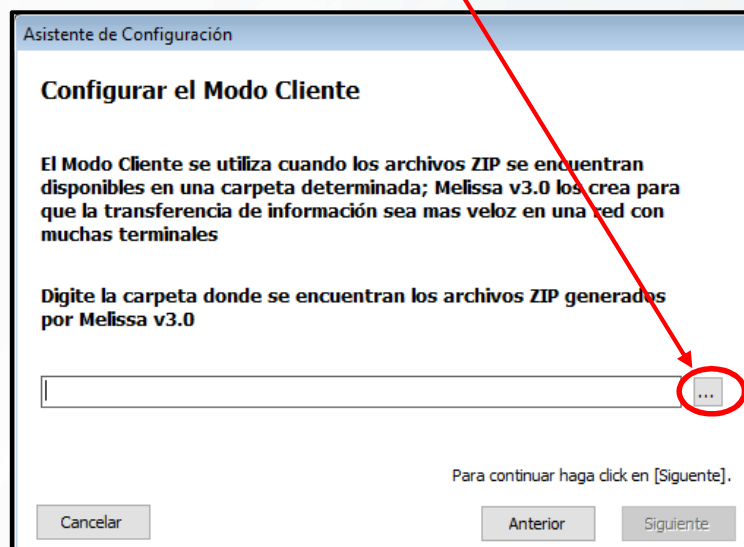 Asistente de Configuración
Configurar el Modo Cliente
El Modo Cliente se utiliza cuando los archivos ZIP se encuentran
disponibles en una carpeta determinada; Melissa v3.0 los crea para
que la transferencia de información sea mas veloz en una red con
muchas terminales
Digite la carpeta donde se encuentran los archivos ZIP generados
por Melissa v3.0
...
Para continuar haga click en [Siguente].
Cancelar
Anterior
Siguiente